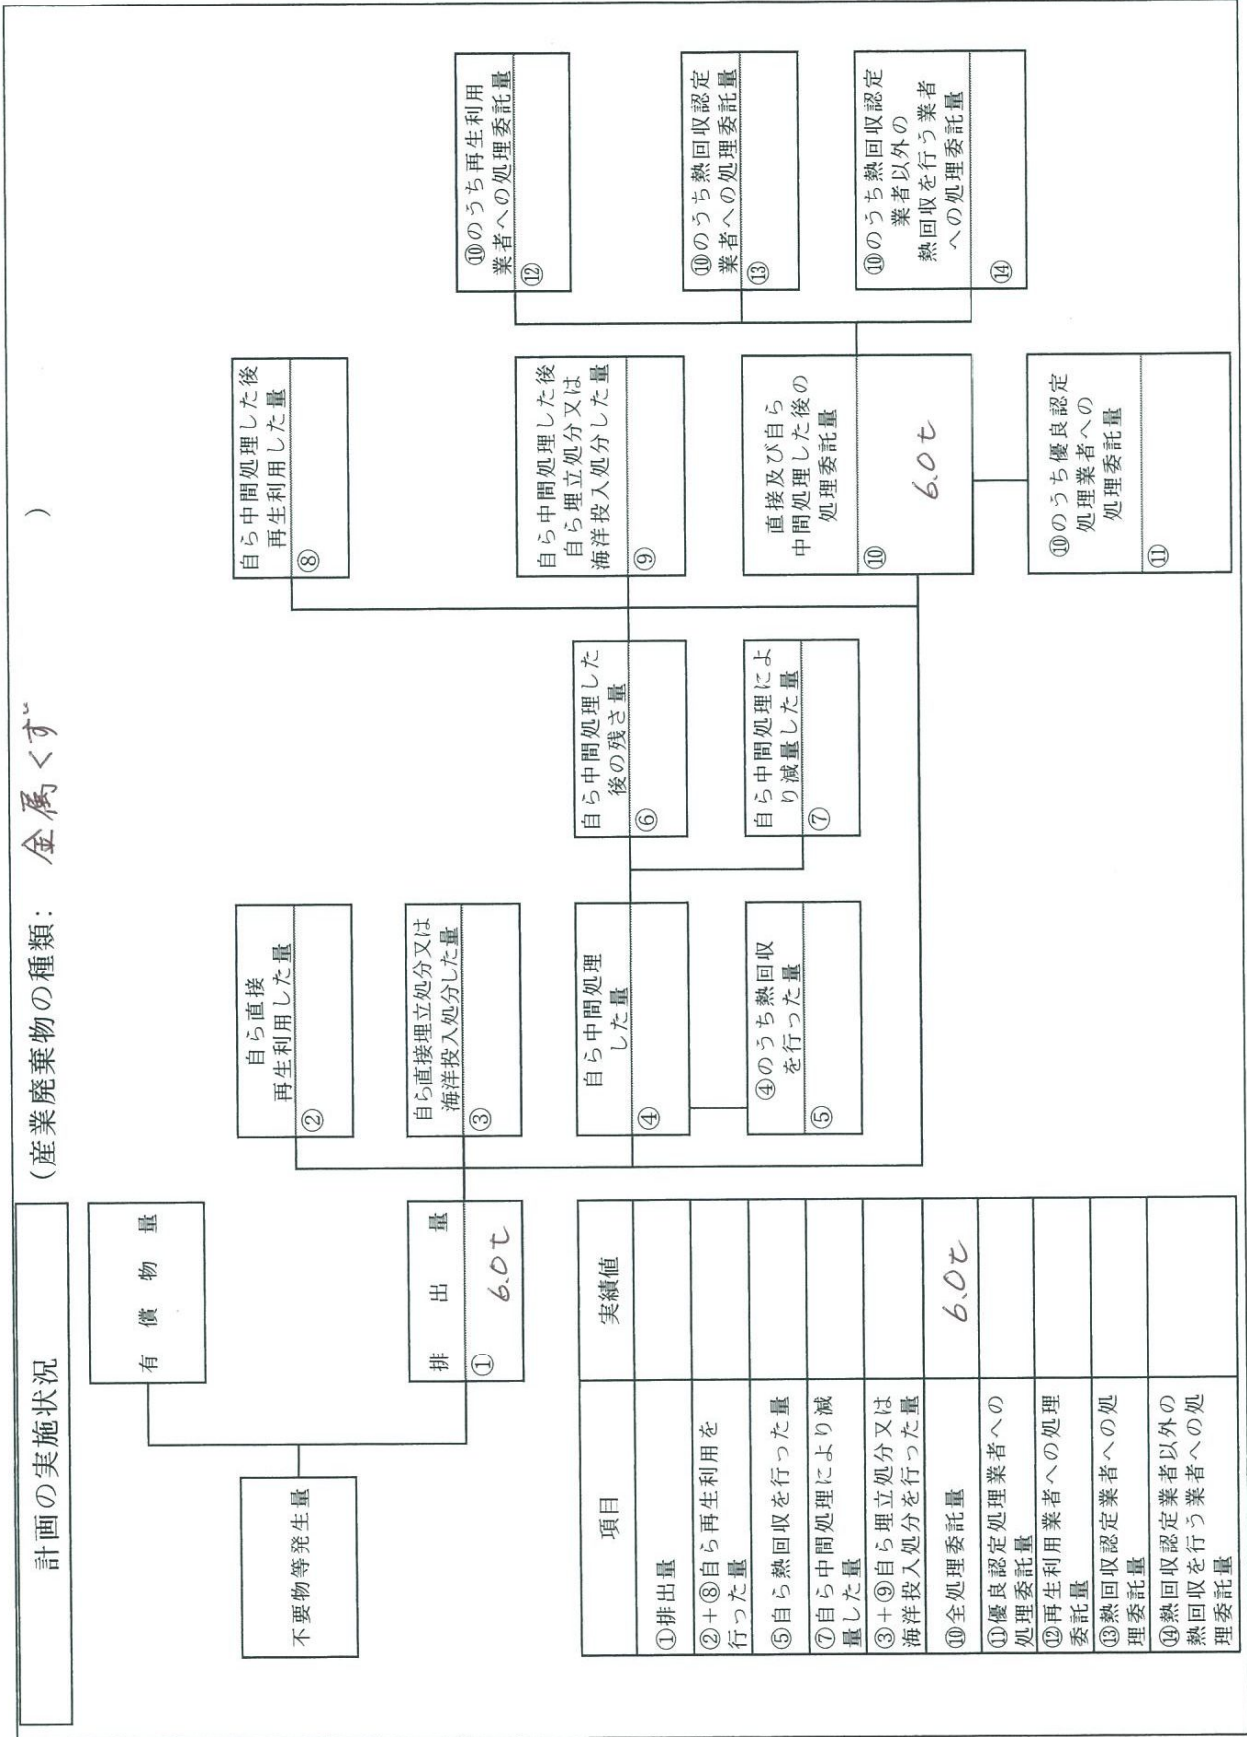 計画の実施状況
(産業廃棄物の種類： 金属くず )
不要物等発生量
有償物量
排出量
① 6.0t
自ら直接
再生利用した量
②
自ら直接埋立処分又は
海洋投入処分した量
③
自ら中間処理
した量
④
④のうち熱回収
を行った量
⑤
自ら中間処理した
後の残さ量
⑥
自ら中間処理によ
り減量した量
⑦
自ら中間処理した後
再生利用した量
⑧
自ら中間処理した後
自ら埋立処分又は
海洋投入処分した量
⑨
直接及び自ら
中間処理した後の
処理委託量
⑩ 6.0t
⑩のうち優良認定
処理業者への
処理委託量
⑪
⑩のうち再生利用
業者への処理委託量
⑫
⑩のうち熱回収認定
業者への処理委託量
⑬
⑩のうち熱回収認定
業者以外の
熱回収を行う業者
への処理委託量
⑭
項目 実績値
①排出量
②+⑧自ら再生利用を
行った量
⑤自ら熱回収を行った量
⑦自ら中間処理により減
量した量
③+⑨自ら埋立処分又は
海洋投入処分を行った量
⑩全処理委託量 6.0t
⑪優良認定処理業者への
処理委託量
⑫再生利用業者への処理
委託量
⑬熱回収認定業者への処
理委託量
⑭熱回収認定業者以外の
熱回収を行う業者への処
理委託量